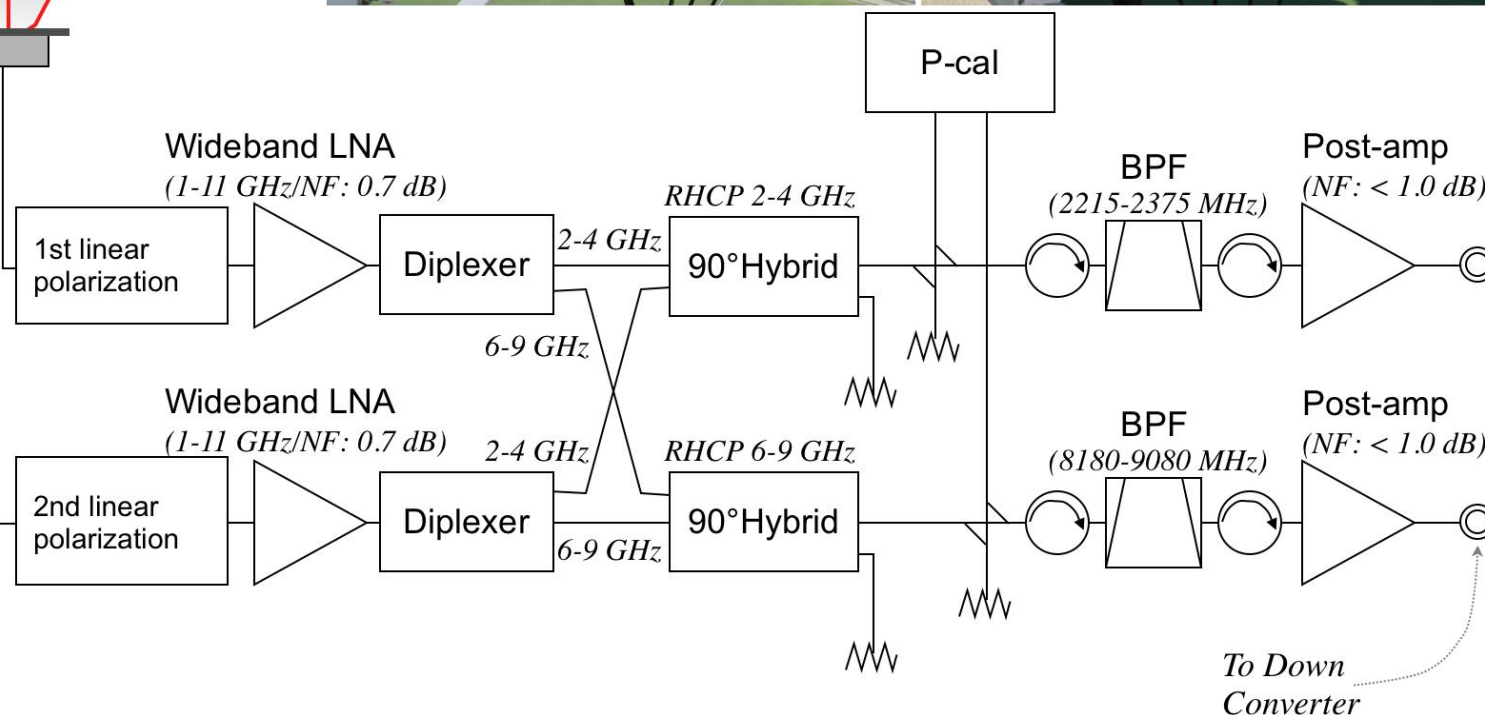 P-cal
Wideband LNA
(1-11 GHz/NF: 0.7 dB)
1st linear
polarization
Diplexer
2-4 GHz
6-9 GHz
RHCP 2-4 GHz
90°Hybrid
BPF
(2215-2375 MHz)
Post-amp
(NF: < 1.0 dB)
Wideband LNA
(1-11 GHz/NF: 0.7 dB)
2nd linear
polarization
Diplexer
2-4 GHz
6-9 GHz
RHCP 6-9 GHz
90°Hybrid
BPF
(8180-9080 MHz)
Post-amp
(NF: < 1.0 dB)
To Down
Converter